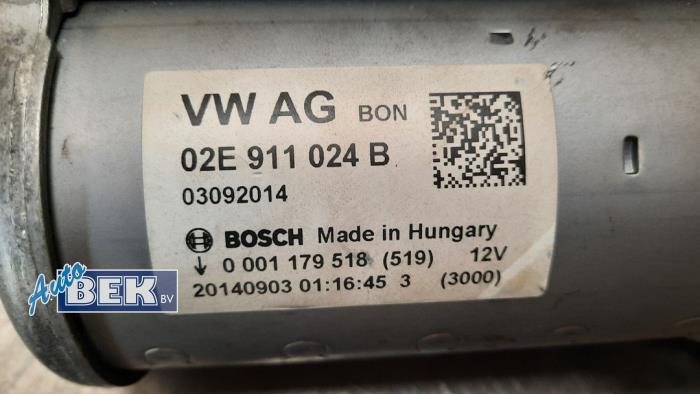 VW AG BON
02E 911 024 B
03092014
BOSCH Made in Hungary
↓ 0 001 179 518 (519) 12V
20140903 01:16:45 3 (3000)
Auto
BEK BV